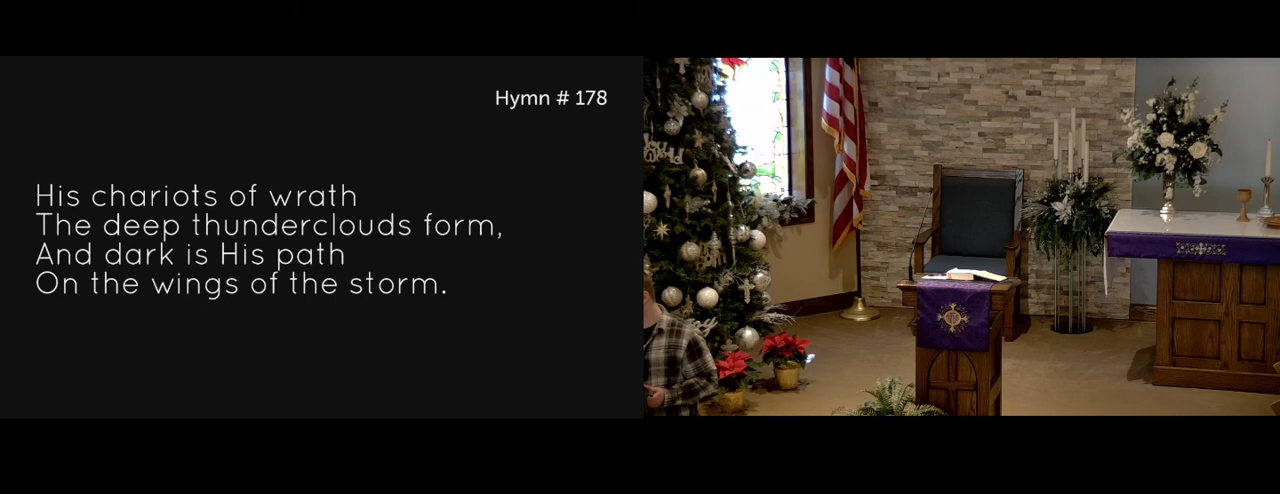 Hymn # 178
His chariots of wrath
The deep thunderclouds form,
And dark is His path
On the wings of the storm.